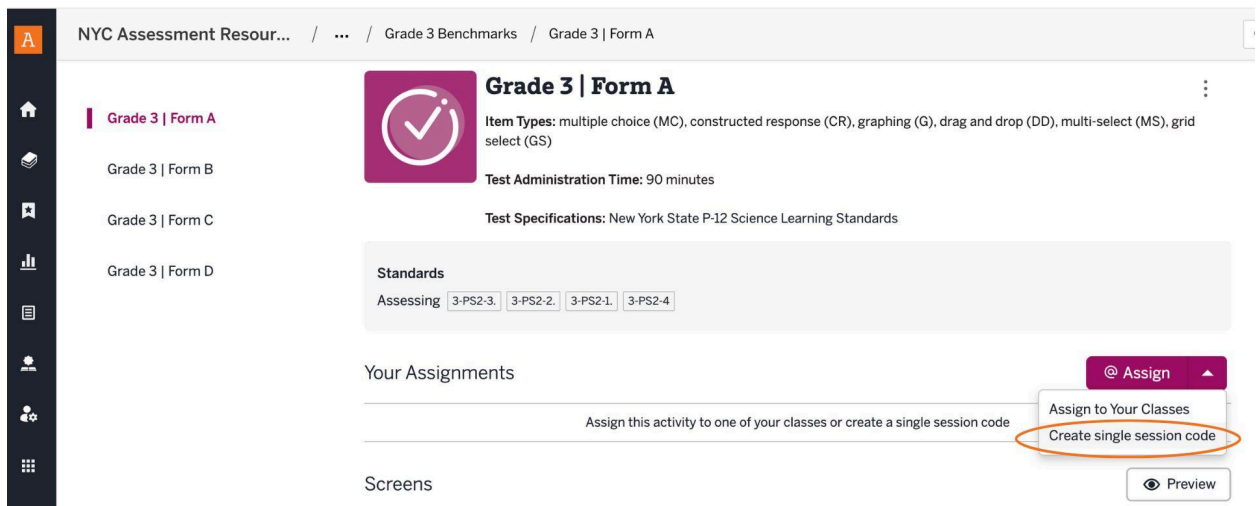 A
NYC Assessment Resour... / ... / Grade 3 Benchmarks / Grade 3 | Form A
Grade 3 | Form A
Grade 3 | Form B
Grade 3 | Form C
Grade 3 | Form D
Grade 3 | Form A
Item Types: multiple choice (MC), constructed response (CR), graphing (G), drag and drop (DD), multi-select (MS), grid
select (GS)
Test Administration Time: 90 minutes
Test Specifications: New York State P-12 Science Learning Standards
Standards
Assessing 3-PS2-3. 3-PS2-2. 3-PS2-1. 3-PS2-4
Your Assignments
@ Assign
Assign this activity to one of your classes or create a single session code
Assign to Your Classes
Create single session code
Screens
Preview